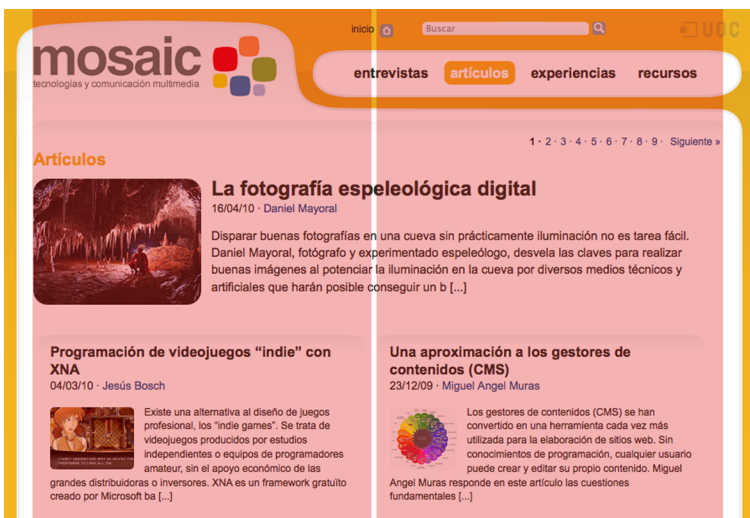 inicio
Buscar
UOC
mosaic
tecnologías y comunicación multimedia
entrevistas artículos experiencias recursos
1 · 2 · 3 · 4 · 5 · 6 · 7 · 8 · 9 · Siguiente »
Artículos
La fotografía espeleológica digital
16/04/10 · Daniel Mayoral
Disparar buenas fotografías en una cueva sin prácticamente iluminación no es tarea fácil.
Daniel Mayoral, fotógrafo y experimentado espeleólogo, desvela las claves para realizar
buenas imágenes al potenciar la iluminación en la cueva por diversos medios técnicos y
artificiales que harán posible conseguir un b [...]
Programación de videojuegos “indie” con
XNA
04/03/10 · Jesús Bosch
Existe una alternativa al diseño de juegos
profesional, los “indie games”. Se trata de
videojuegos producidos por estudios
independientes o equipos de programadores
amateur, sin el apoyo económico de las
grandes distribuidoras o inversores. XNA es un framework gratuïto
creado por Microsoft ba [...]
Una aproximación a los gestores de
contenidos (CMS)
23/12/09 · Miguel Angel Muras
Los gestores de contenidos (CMS) se han
convertido en una herramienta cada vez más
utilizada para la elaboración de sitios web. Sin
conocimientos de programación, cualquier usuario
puede crear y editar su propio contenido. Miguel
Angel Muras responde en este artículo las cuestiones
fundamentales [...]